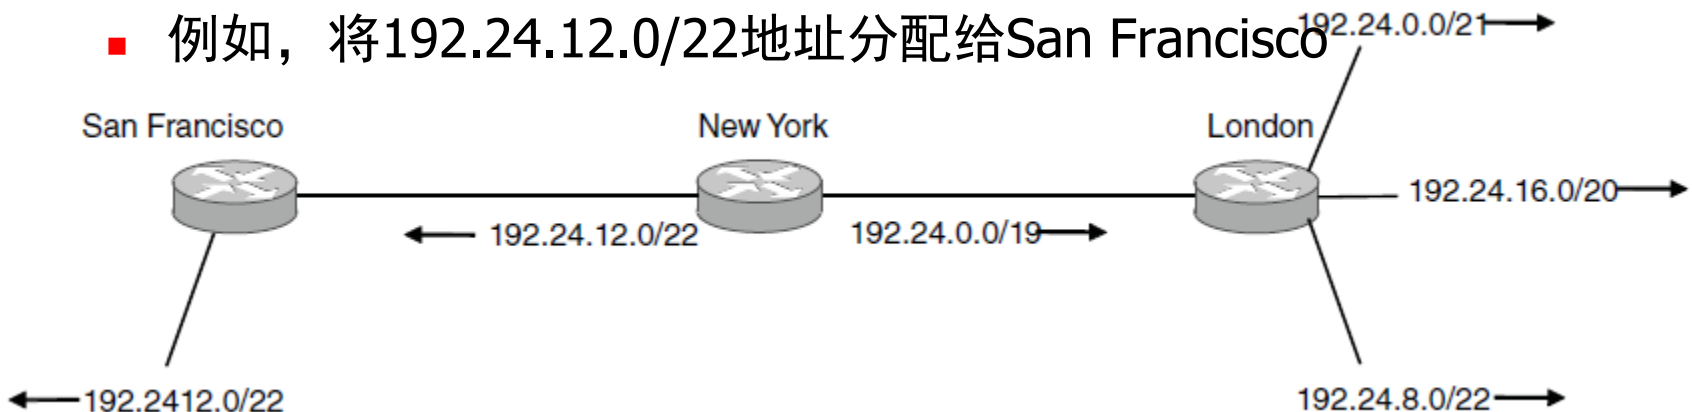 例如，将192.24.12.0/22地址分配给San Francisco
192.24.0.0/21
San Francisco
New York
London
192.24.16.0/20
192.24.12.0/22
192.24.0.0/19
192.2412.0/22
192.24.8.0/22